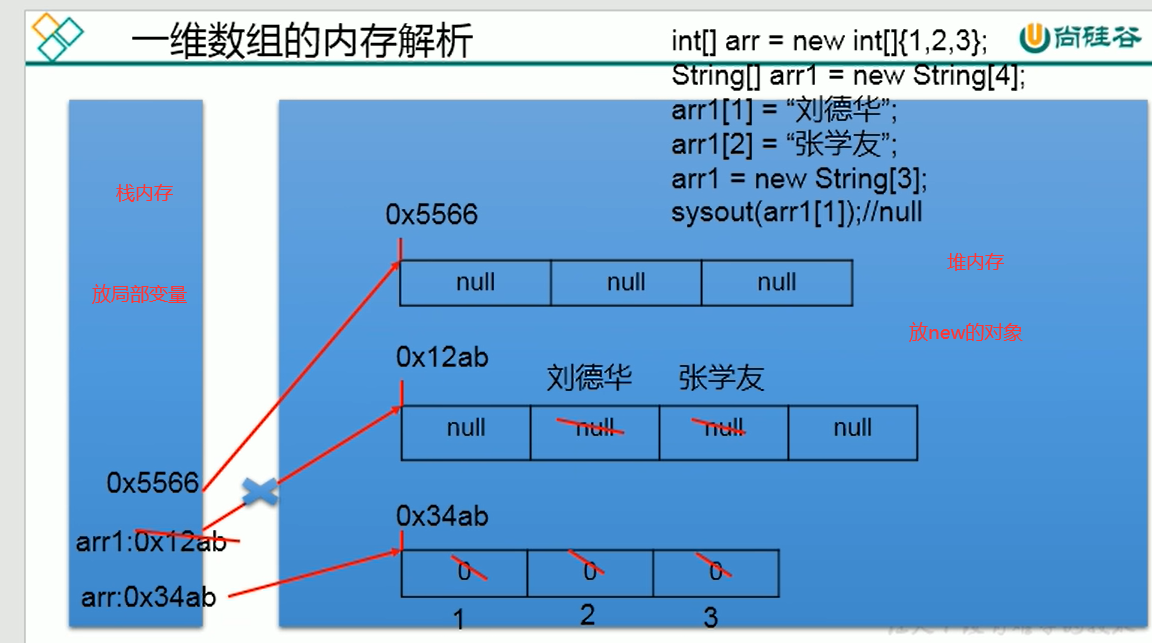 一维数组的内存解析
尚硅谷
int[] arr = new int[]{1,2,3};
String[] arr1 = new String[4];
arr1[1] = “刘德华”;
arr1[2] = “张学友”;
arr1 = new String[3];
sysout(arr1[1]);//null
栈内存
放局部变量
堆内存
放new的对象
0x5566
null null null
0x12ab
刘德华 张学友
null null null null
0x5566
arr1:0x12ab
arr:0x34ab
0x34ab
0 0 0
1 2 3